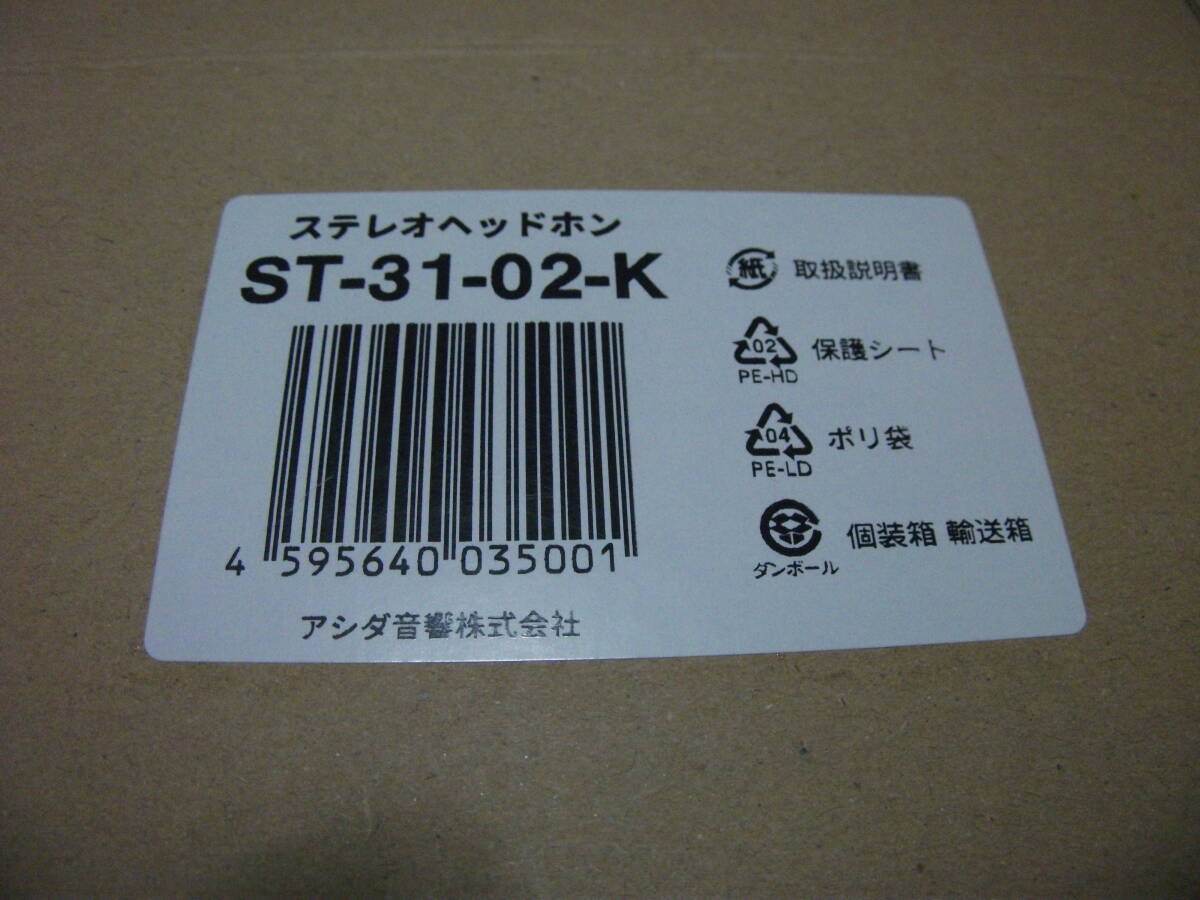 ステレオヘッドホン
ST-31-02-K
4 595640 035001
アシダ音響株式会社
紙 取扱説明書
02 保護シート
PE-HD
04 ポリ袋
PE-LD
個装箱 輸送箱
ダンボール